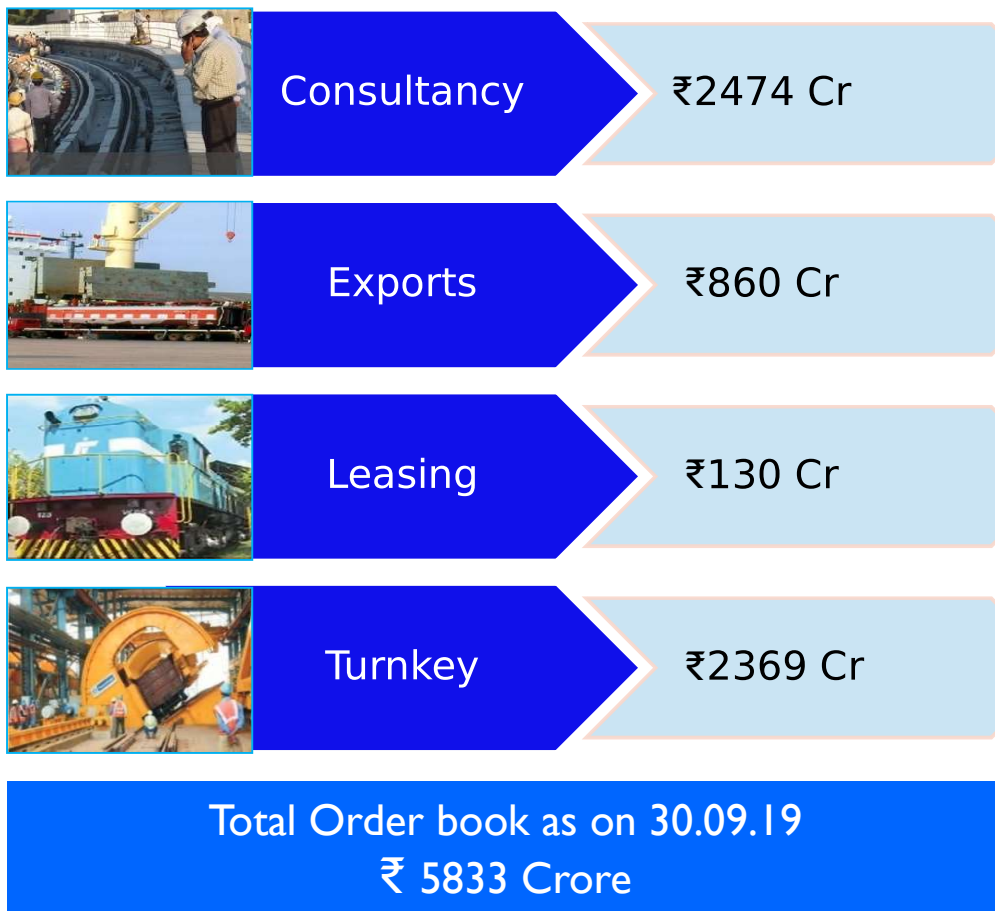 Consultancy
₹2474 Cr
Exports
₹860 Cr
Leasing
₹130 Cr
Turnkey
₹2369 Cr
Total Order book as on 30.09.19
₹ 5833 Crore